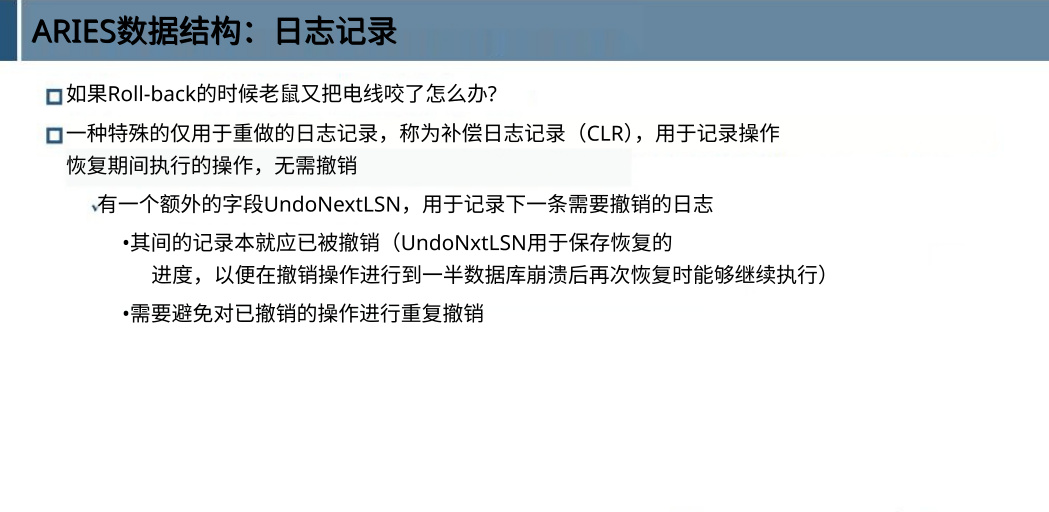 ARIES数据结构：日志记录
如果Roll-back的时候老鼠又把电线咬了怎么办?
一种特殊的仅用于重做的日志记录，称为补偿日志记录（CLR），用于记录操作
恢复期间执行的操作，无需撤销
有一个额外的字段UndoNextLSN，用于记录下一条需要撤销的日志
•其间的记录本就应已被撤销（UndoNxtLSN用于保存恢复的
进度，以便在撤销操作进行到一半数据库崩溃后再次恢复时能够继续执行）
•需要避免对已撤销的操作进行重复撤销